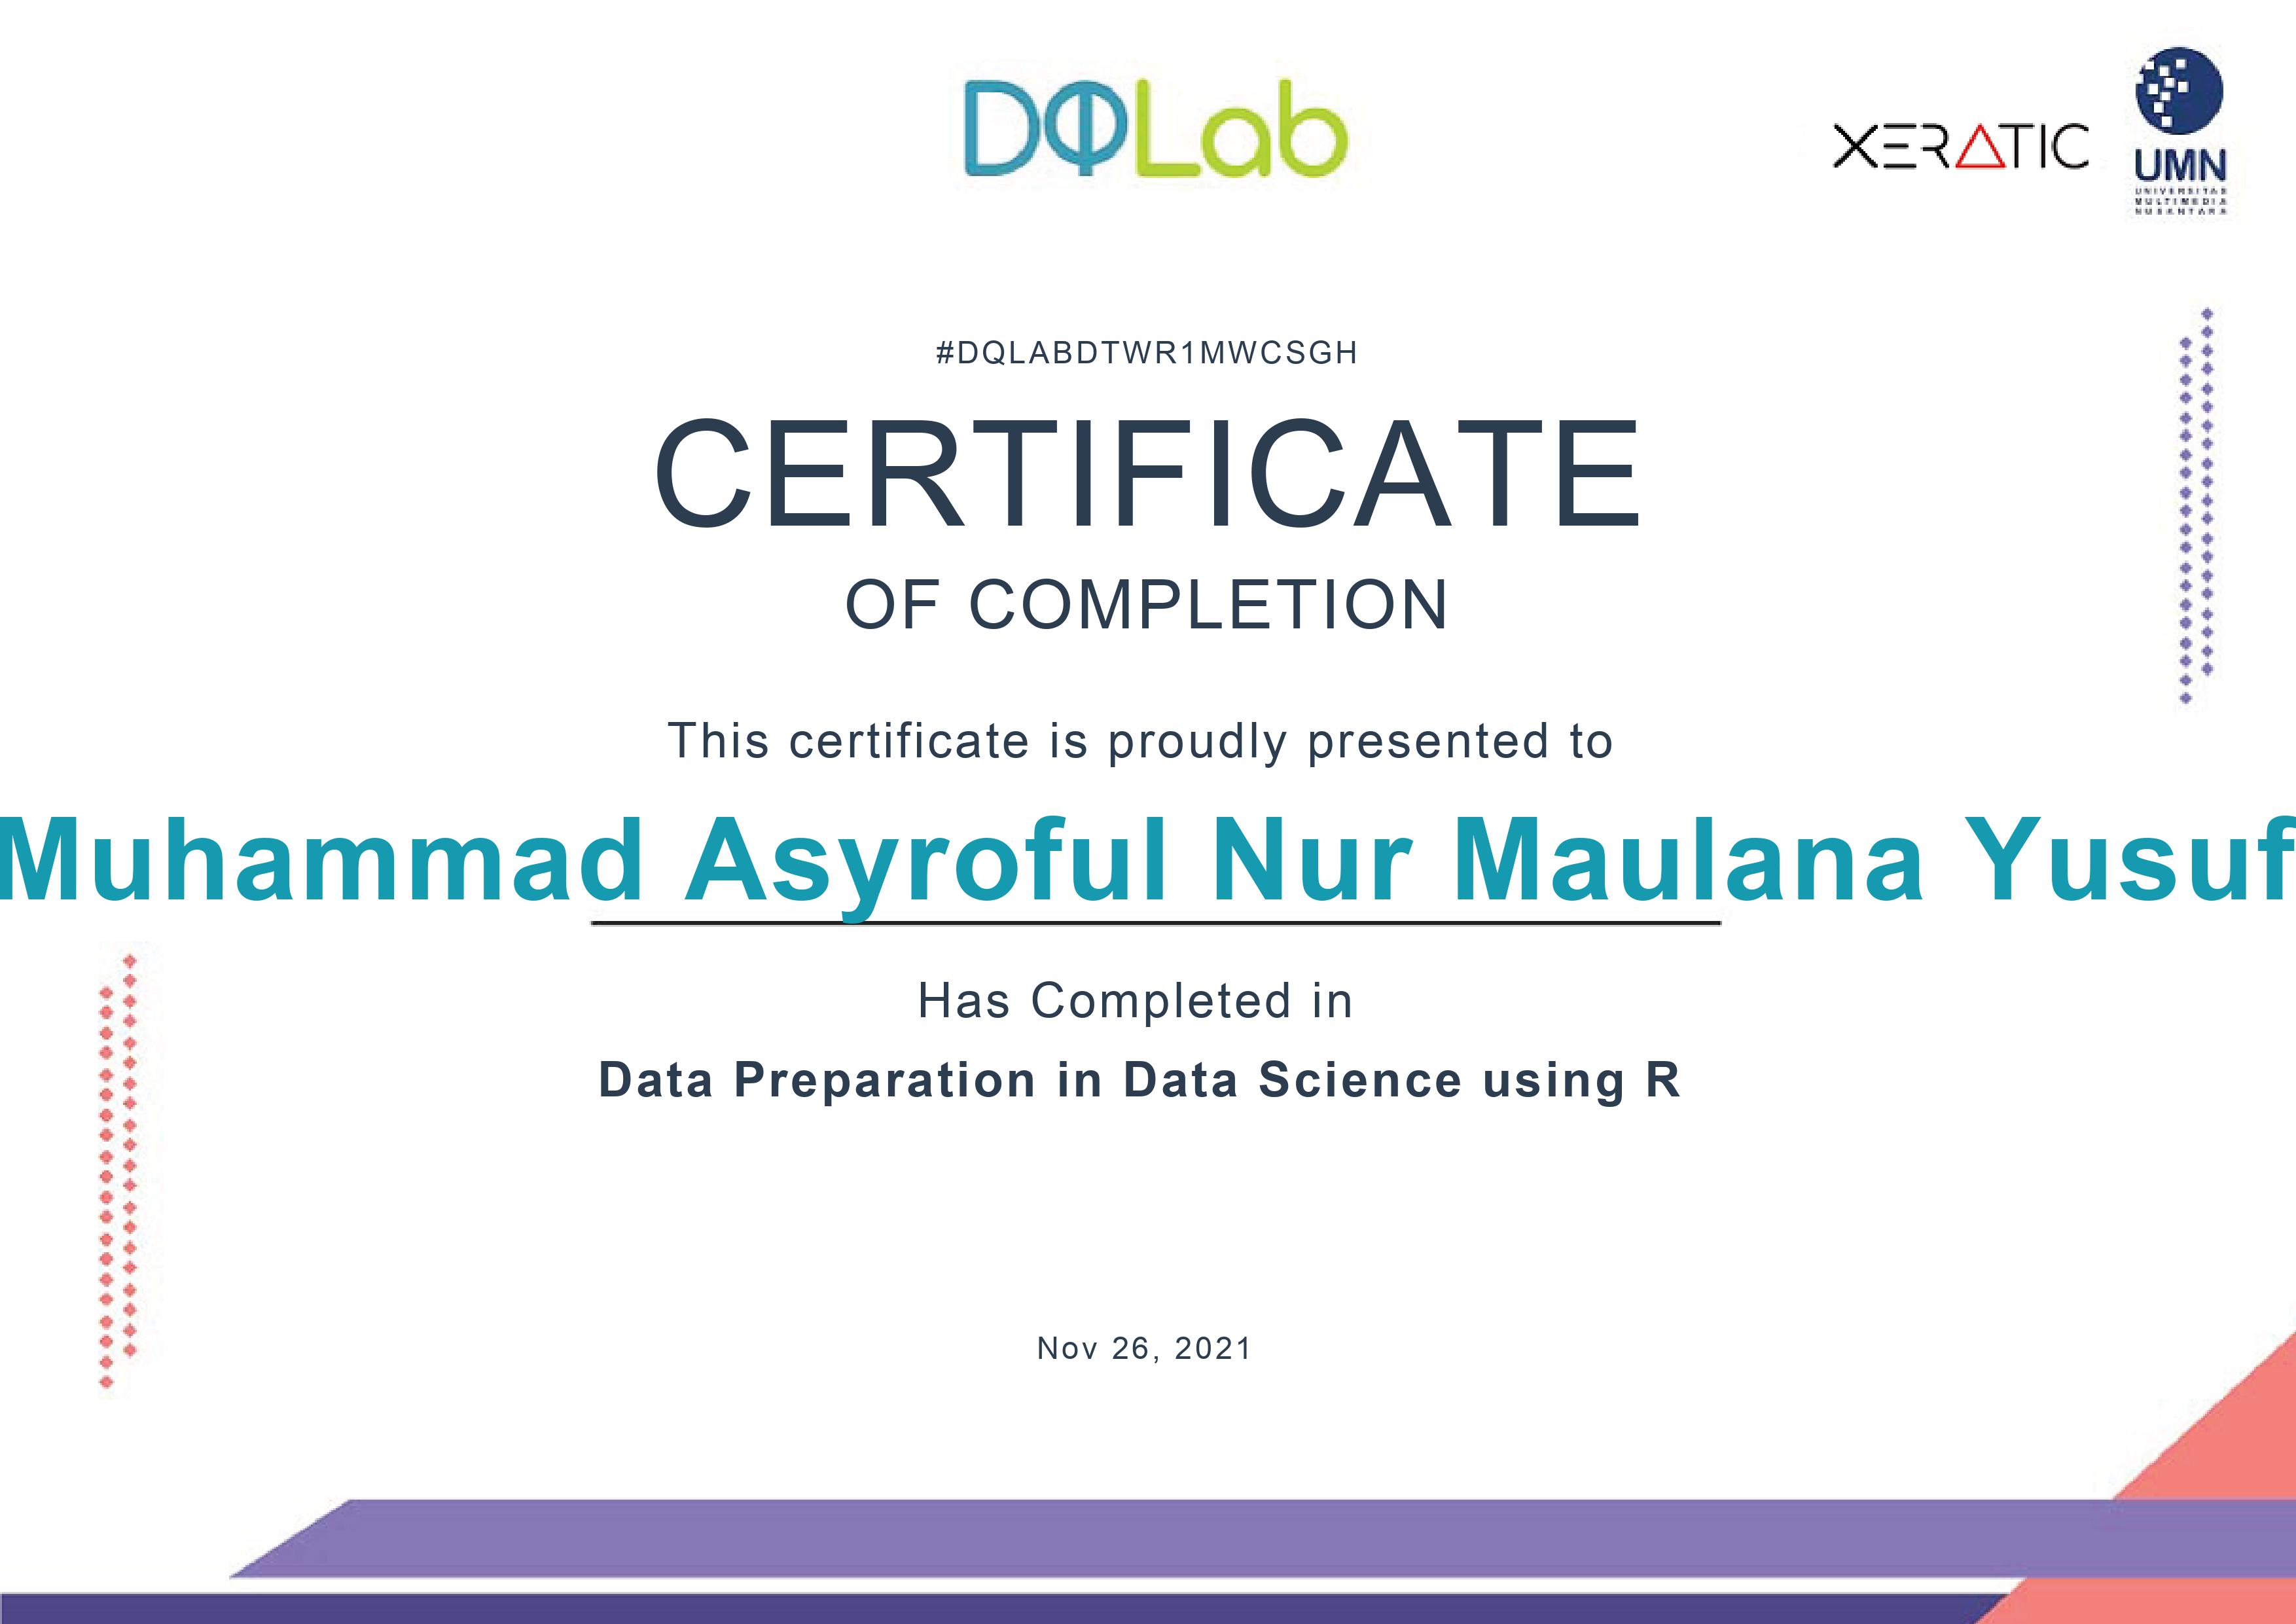 DQLab
XERATIC
UMN
UNIVERSITAS
MULTIMEDIA
NUSANTARA
#DQLABDTWR1MWCSGH
CERTIFICATE
OF COMPLETION
This certificate is proudly presented to
Muhammad Asyroful Nur Maulana Yusuf
Has Completed in
Data Preparation in Data Science using R
Nov 26, 2021